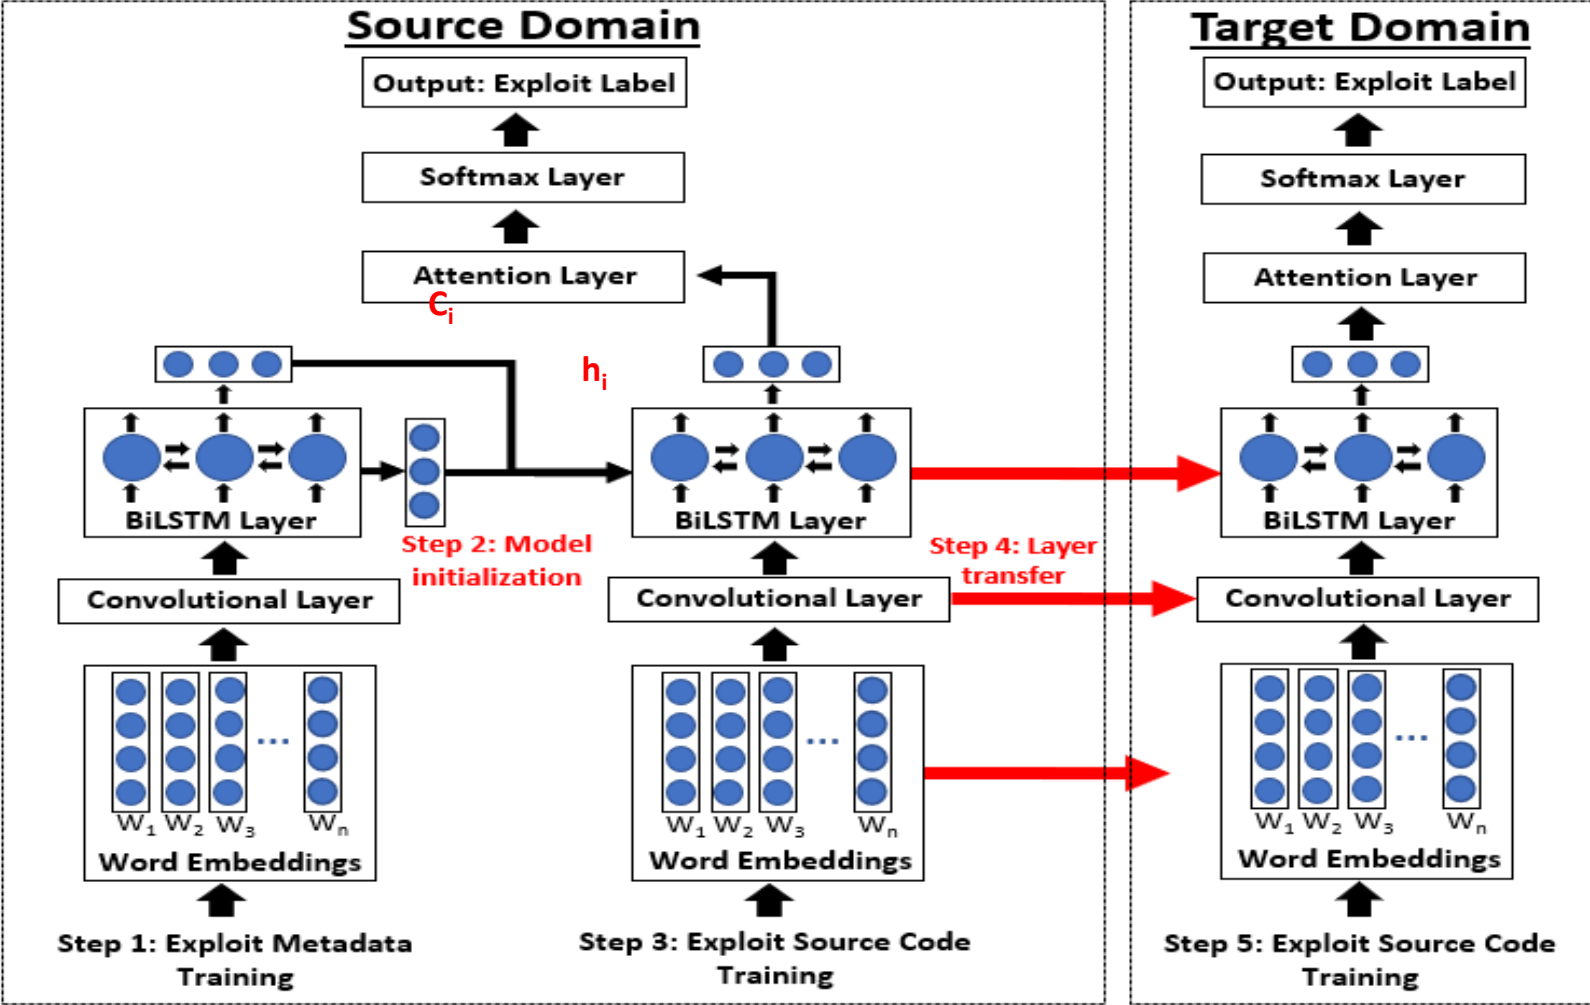 Source Domain
Output: Exploit Label
Softmax Layer
Attention Layer
Ci
hi
BiLSTM Layer
BiLSTM Layer
Step 2: Model
initialization
Step 4: Layer
transfer
Convolutional Layer
Convolutional Layer
...
...
W1 W2 W3 Wn
W1 W2 W3 Wn
Word Embeddings
Word Embeddings
Step 1: Exploit Metadata
Training
Step 3: Exploit Source Code
Training
Target Domain
Output: Exploit Label
Softmax Layer
Attention Layer
BiLSTM Layer
Convolutional Layer
...
W1 W2 W3 Wn
Word Embeddings
Step 5: Exploit Source Code
Training